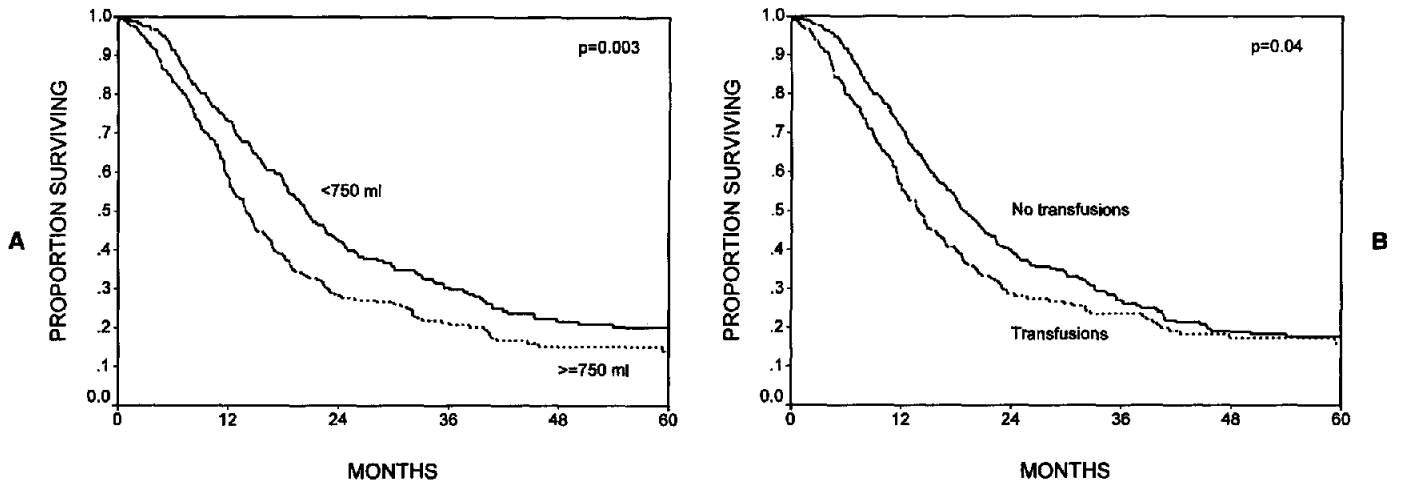 A
PROPORTION SURVIVING
1.0
.9
.8
.7
.6
.5
.4
.3
.2
.1
0.0
p=0.003
<750 ml
>=750 ml
0 12 24 36 48 60
MONTHS
PROPORTION SURVIVING
1.0
.9
.8
.7
.6
.5
.4
.3
.2
.1
0.0
p=0.04
No transfusions
Transfusions
0 12 24 36 48 60
MONTHS
B